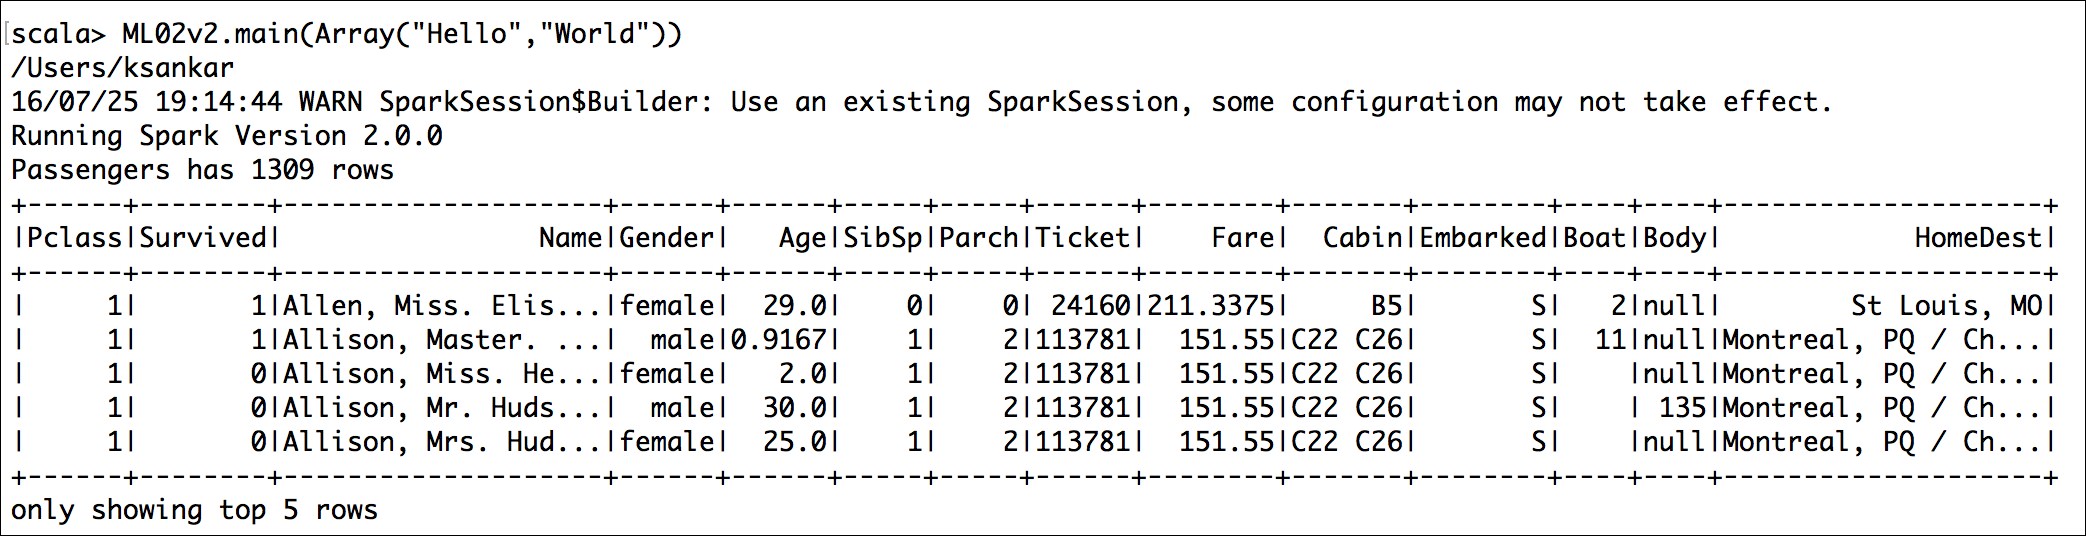 scala> ML02v2.main(Array("Hello","World"))
/Users/ksankar
16/07/25 19:14:44 WARN SparkSession$Builder: Use an existing SparkSession, some configuration may not take effect.
Running Spark Version 2.0.0
Passengers has 1309 rows
+------+--------+--------------------+------+------+-----+-----+------+--------+-------+--------+----+----+--------------------+
|Pclass|Survived|                Name|Gender|   Age|SibSp|Parch|Ticket|    Fare|  Cabin|Embarked|Boat|Body|            HomeDest|
+------+--------+--------------------+------+------+-----+-----+------+--------+-------+--------+----+----+--------------------+
|     1|       1|Allen, Miss. Elis...|female|  29.0|    0|    0| 24160|211.3375|     B5|       S|   2|null|        St Louis, MO|
|     1|       1|Allison, Master. ...|  male|0.9167|    1|    2|113781|  151.55|C22 C26|       S|  11|null|Montreal, PQ / Ch...|
|     1|       0|Allison, Miss. He...|female|   2.0|    1|    2|113781|  151.55|C22 C26|       S|    |null|Montreal, PQ / Ch...|
|     1|       0|Allison, Mr. Huds...|  male|  30.0|    1|    2|113781|  151.55|C22 C26|       S|    | 135|Montreal, PQ / Ch...|
|     1|       0|Allison, Mrs. Hud...|female|  25.0|    1|    2|113781|  151.55|C22 C26|       S|    |null|Montreal, PQ / Ch...|
+------+--------+--------------------+------+------+-----+-----+------+--------+-------+--------+----+----+--------------------+
only showing top 5 rows